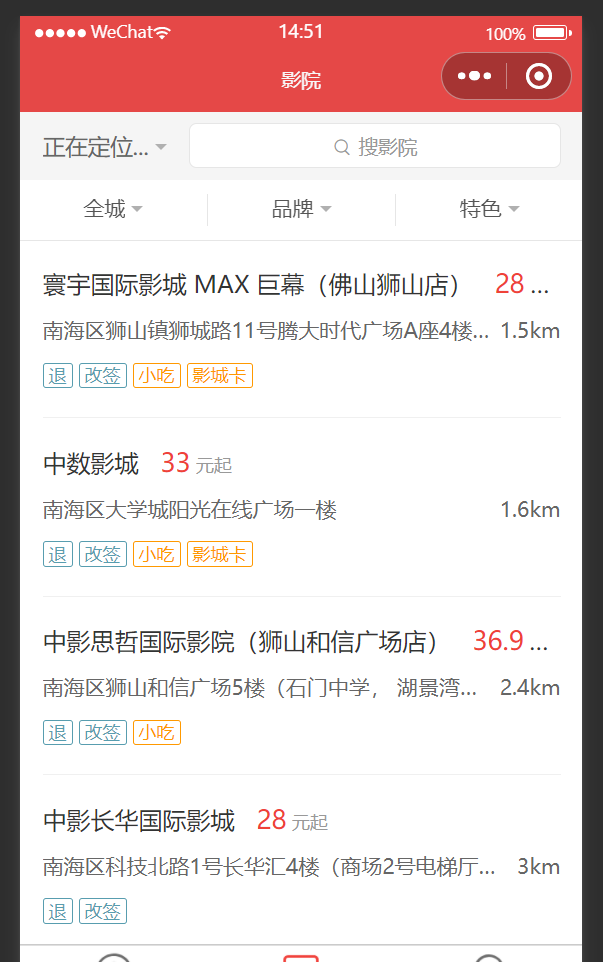 WeChat 14:51 100%
影院
正在定位... 搜影院
全城 品牌 特色
寰宇国际影城 MAX 巨幕（佛山狮山店） 28 ...
南海区狮山镇狮城路11号腾大时代广场A座4楼... 1.5km
退 改签 小吃 影城卡
中数影城 33 元起
南海区大学城阳光在线广场一楼 1.6km
退 改签 小吃 影城卡
中影思哲国际影院（狮山和信广场店） 36.9 ...
南海区狮山和信广场5楼（石门中学， 湖景湾... 2.4km
退 改签 小吃
中影长华国际影城 28 元起
南海区科技北路1号长华汇4楼（商场2号电梯厅... 3km
退 改签